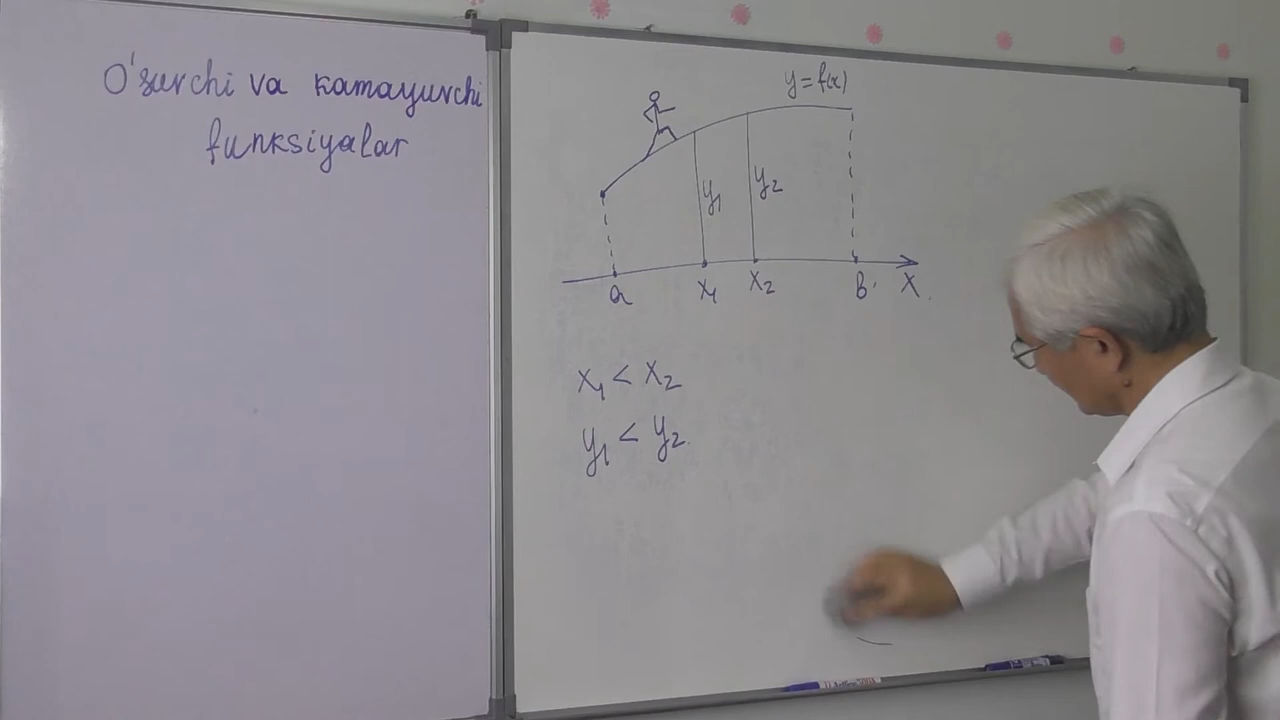 O'suvchi va kamayuvchi
funksiyalar
y = f(x)
y₁ y₂
a x₁ x₂ b x
x₁ < x₂
y₁ < y₂